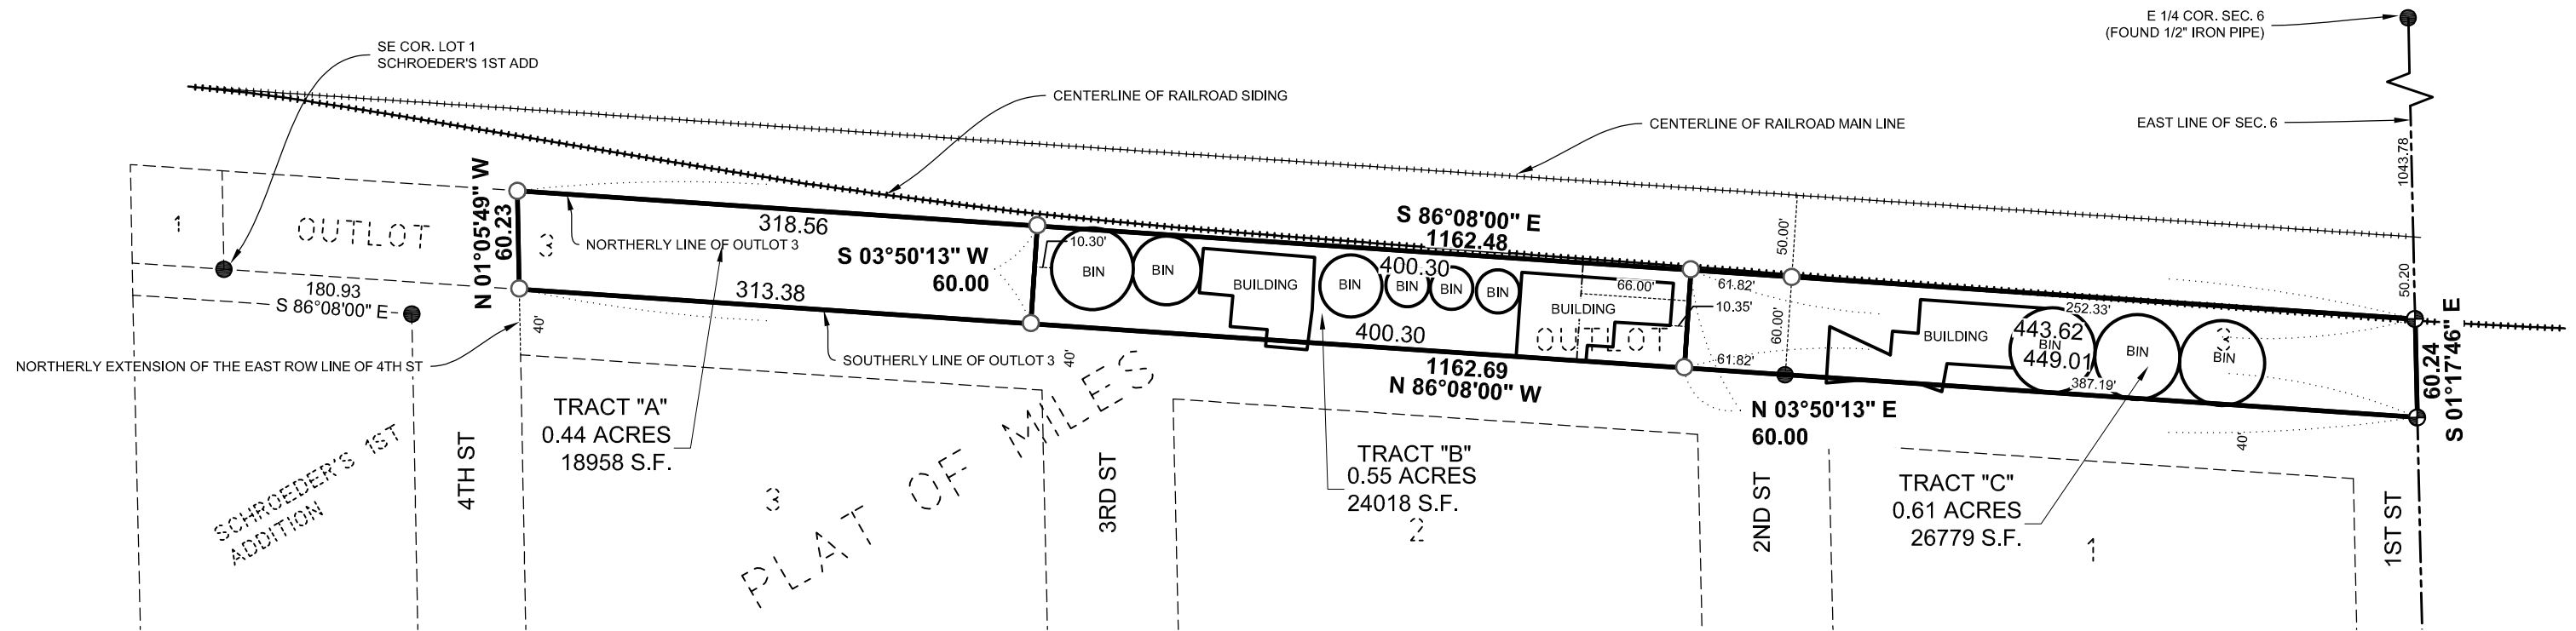 E 1/4 COR. SEC. 6
(FOUND 1/2" IRON PIPE)
SE COR. LOT 1
SCHROEDER'S 1ST ADD
CENTERLINE OF RAILROAD SIDING
CENTERLINE OF RAILROAD MAIN LINE
EAST LINE OF SEC. 6
1043.78
50.20
1
OUTLOT
3
N 01°05'49" W
60.23
318.56
NORTHERLY LINE OF OUTLOT 3
S 03°50'13" W
60.00
10.30'
S 86°08'00" E
1162.48
50.00'
BIN
BIN
BUILDING
BIN
400.30
BIN
BIN
BIN
BUILDING
66.00'
61.82'
10.35'
60.00'
252.33'
180.93
S 86°08'00" E
313.38
400.30
OUTLOT
BUILDING
443.62
BIN
449.01
BIN
BIN
3
387.19'
40'
40'
61.82'
60.24
S 01°17'46" E
NORTHERLY EXTENSION OF THE EAST ROW LINE OF 4TH ST
SOUTHERLY LINE OF OUTLOT 3
1162.69
N 86°08'00" W
N 03°50'13" E
60.00
40'
TRACT "A"
0.44 ACRES
18958 S.F.
TRACT "B"
0.55 ACRES
24018 S.F.
TRACT "C"
0.61 ACRES
26779 S.F.
SCHROEDER'S 1ST
ADDITION
4TH ST
3
PLAT OF MILES
3RD ST
2
2ND ST
1
1ST ST